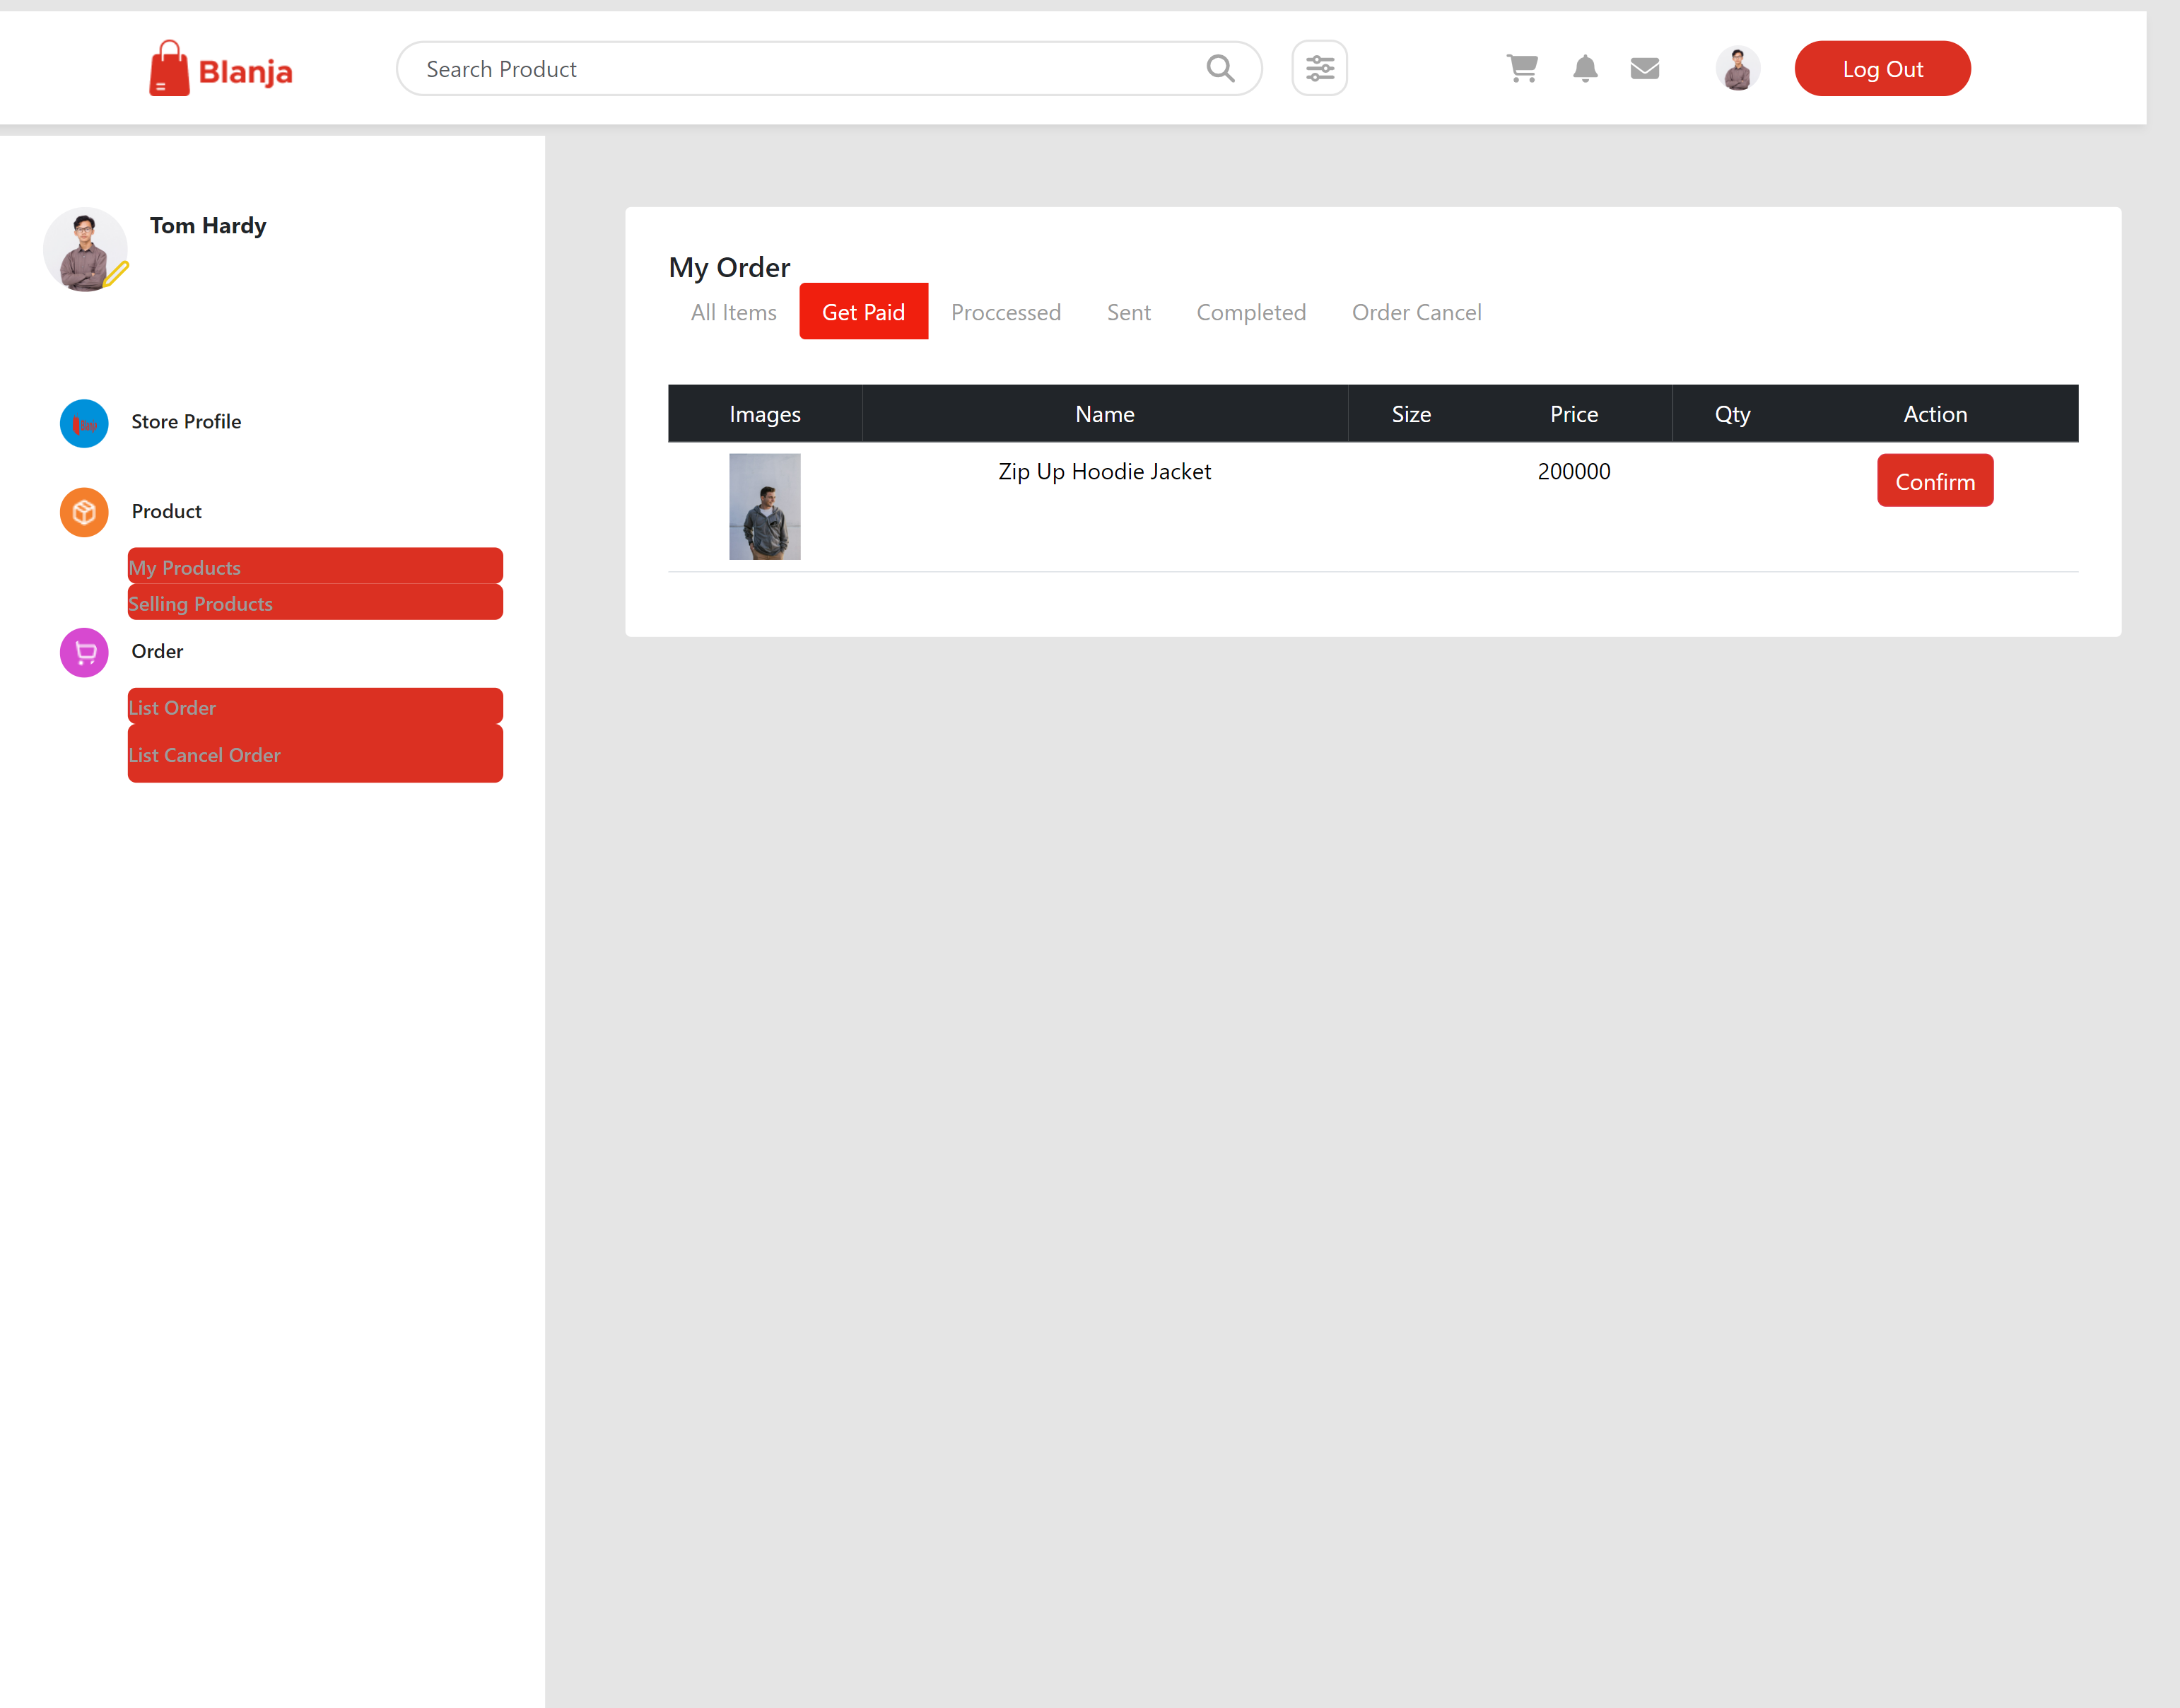 Blanja
Search Product
Log Out
Tom Hardy
Store Profile
Product
My Products
Selling Products
Order
List Order
List Cancel Order
My Order
All Items Get Paid Proccessed Sent Completed Order Cancel
Images Name Size Price Qty Action
Zip Up Hoodie Jacket 200000 Confirm